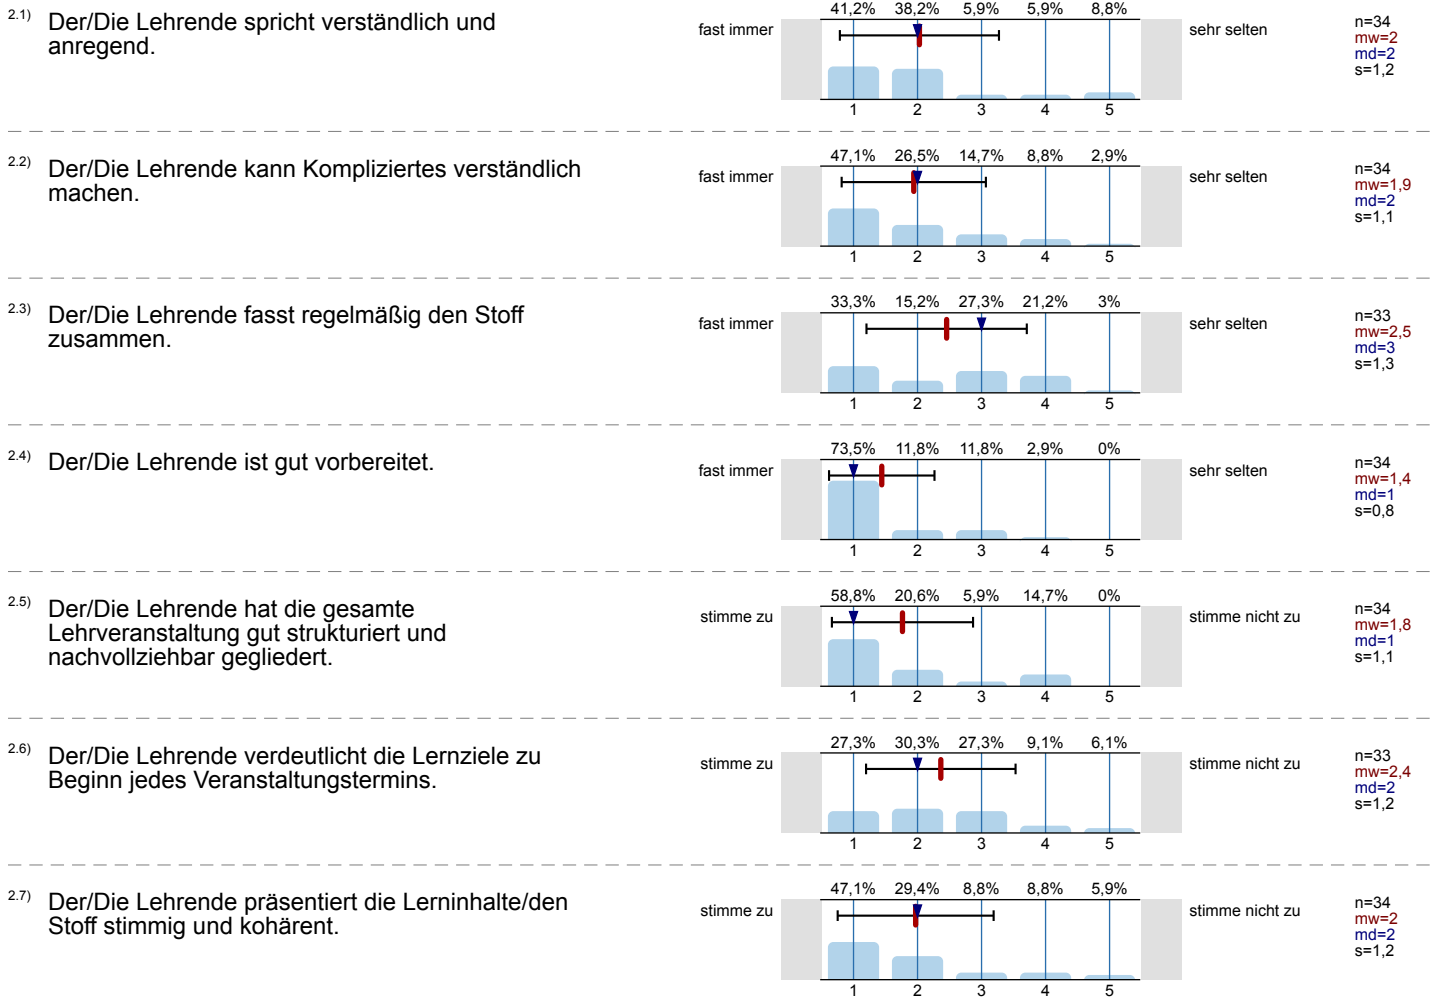 2.1) Der/Die Lehrende spricht verständlich und
anregend.
fast immer
41,2% 38,2% 5,9% 5,9% 8,8%
1 2 3 4 5
sehr selten
n=34
mw=2
md=2
s=1,2
2.2) Der/Die Lehrende kann Kompliziertes verständlich
machen.
fast immer
47,1% 26,5% 14,7% 8,8% 2,9%
1 2 3 4 5
sehr selten
n=34
mw=1,9
md=2
s=1,1
2.3) Der/Die Lehrende fasst regelmäßig den Stoff
zusammen.
fast immer
33,3% 15,2% 27,3% 21,2% 3%
1 2 3 4 5
sehr selten
n=33
mw=2,5
md=3
s=1,3
2.4) Der/Die Lehrende ist gut vorbereitet.
fast immer
73,5% 11,8% 11,8% 2,9% 0%
1 2 3 4 5
sehr selten
n=34
mw=1,4
md=1
s=0,8
2.5) Der/Die Lehrende hat die gesamte
Lehrveranstaltung gut strukturiert und
nachvollziehbar gegliedert.
stimme zu
58,8% 20,6% 5,9% 14,7% 0%
1 2 3 4 5
stimme nicht zu
n=34
mw=1,8
md=1
s=1,1
2.6) Der/Die Lehrende verdeutlicht die Lernziele zu
Beginn jedes Veranstaltungstermins.
stimme zu
27,3% 30,3% 27,3% 9,1% 6,1%
1 2 3 4 5
stimme nicht zu
n=33
mw=2,4
md=2
s=1,2
2.7) Der/Die Lehrende präsentiert die Lerninhalte/den
Stoff stimmig und kohärent.
stimme zu
47,1% 29,4% 8,8% 8,8% 5,9%
1 2 3 4 5
stimme nicht zu
n=34
mw=2
md=2
s=1,2